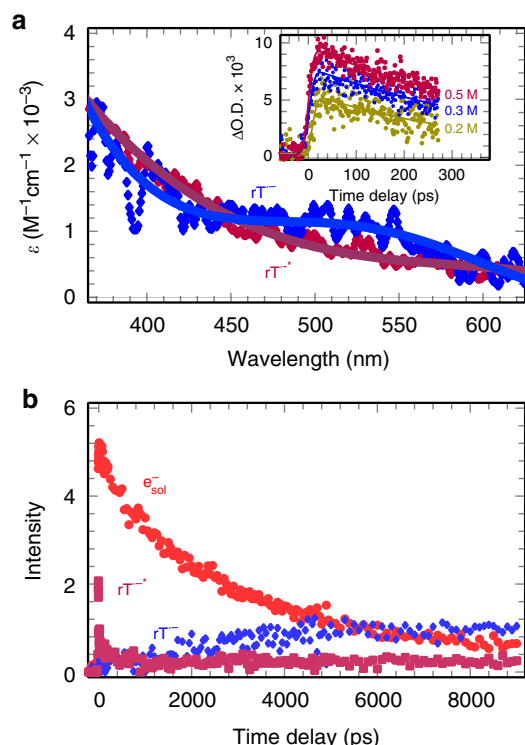 a
10
5
0
ΔO.D. × 10³
0.5 M
0.3 M
0.2 M
0 100 200 300
Time delay (ps)
4
3
2
1
0
ε (M⁻¹cm⁻¹ × 10⁻³)
rT·⁻
rT·⁻*
400 450 500 550 600
Wavelength (nm)
b
6
4
2
0
Intensity
e⁻sol
rT·⁻*
rT·⁻
0 2000 4000 6000 8000
Time delay (ps)